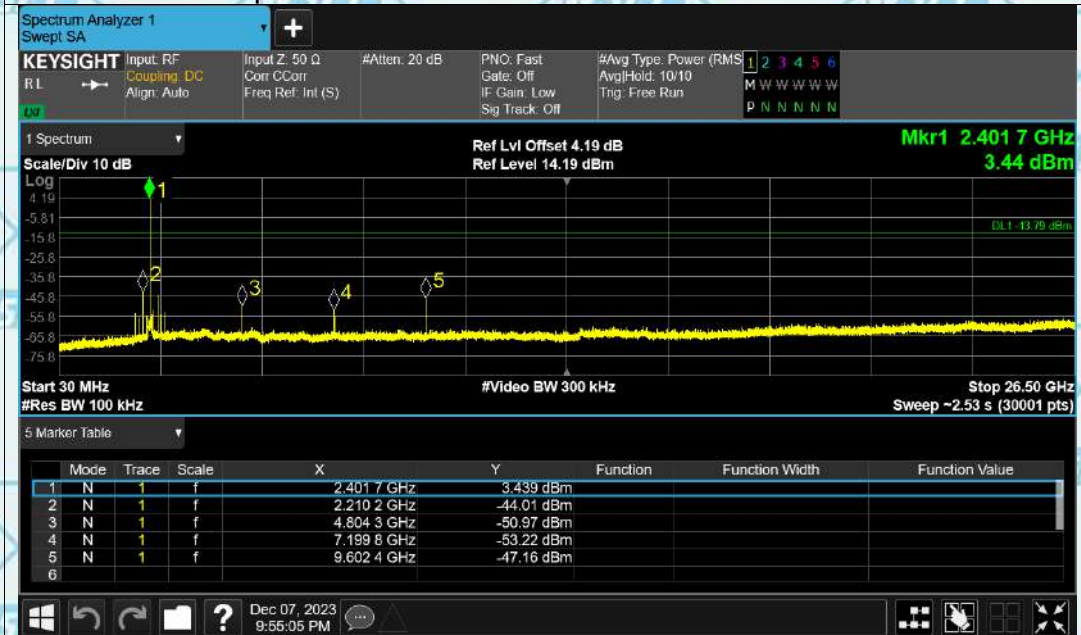 Spectrum Analyzer 1
Swept SA
+
KEYSIGHT Input: RF Input Z: 50 Ω #Atten: 20 dB PNO: Fast #Avg Type: Power (RMS 1 2 3 4 5 6
RL Coupling: DC Corr CCorr Gate: Off Avg|Hold: 10/10 M W W W W W
Align: Auto Freq Ref: Int (S) IF Gain: Low Trig: Free Run
Sig Track: Off P N N N N N
LXI
1 Spectrum Ref Lvl Offset 4.19 dB Mkr1 2.401 7 GHz
Scale/Div 10 dB Ref Level 14.19 dBm 3.44 dBm
Log
1
4.19
-5.81
DL1 -13.79 dBm
-15.8
-25.8
-35.8 2 3 4 5
-45.8
-55.8
-65.8
-75.8
Start 30 MHz #Video BW 300 kHz Stop 26.50 GHz
#Res BW 100 kHz Sweep ~2.53 s (30001 pts)
5 Marker Table
Mode Trace Scale X Y Function Function Width Function Value
1 N 1 f 2.401 7 GHz 3.439 dBm
2 N 1 f 2.210 2 GHz -44.01 dBm
3 N 1 f 4.804 3 GHz -50.97 dBm
4 N 1 f 7.199 8 GHz -53.22 dBm
5 N 1 f 9.602 4 GHz -47.16 dBm
6
? Dec 07, 2023
9:55:05 PM